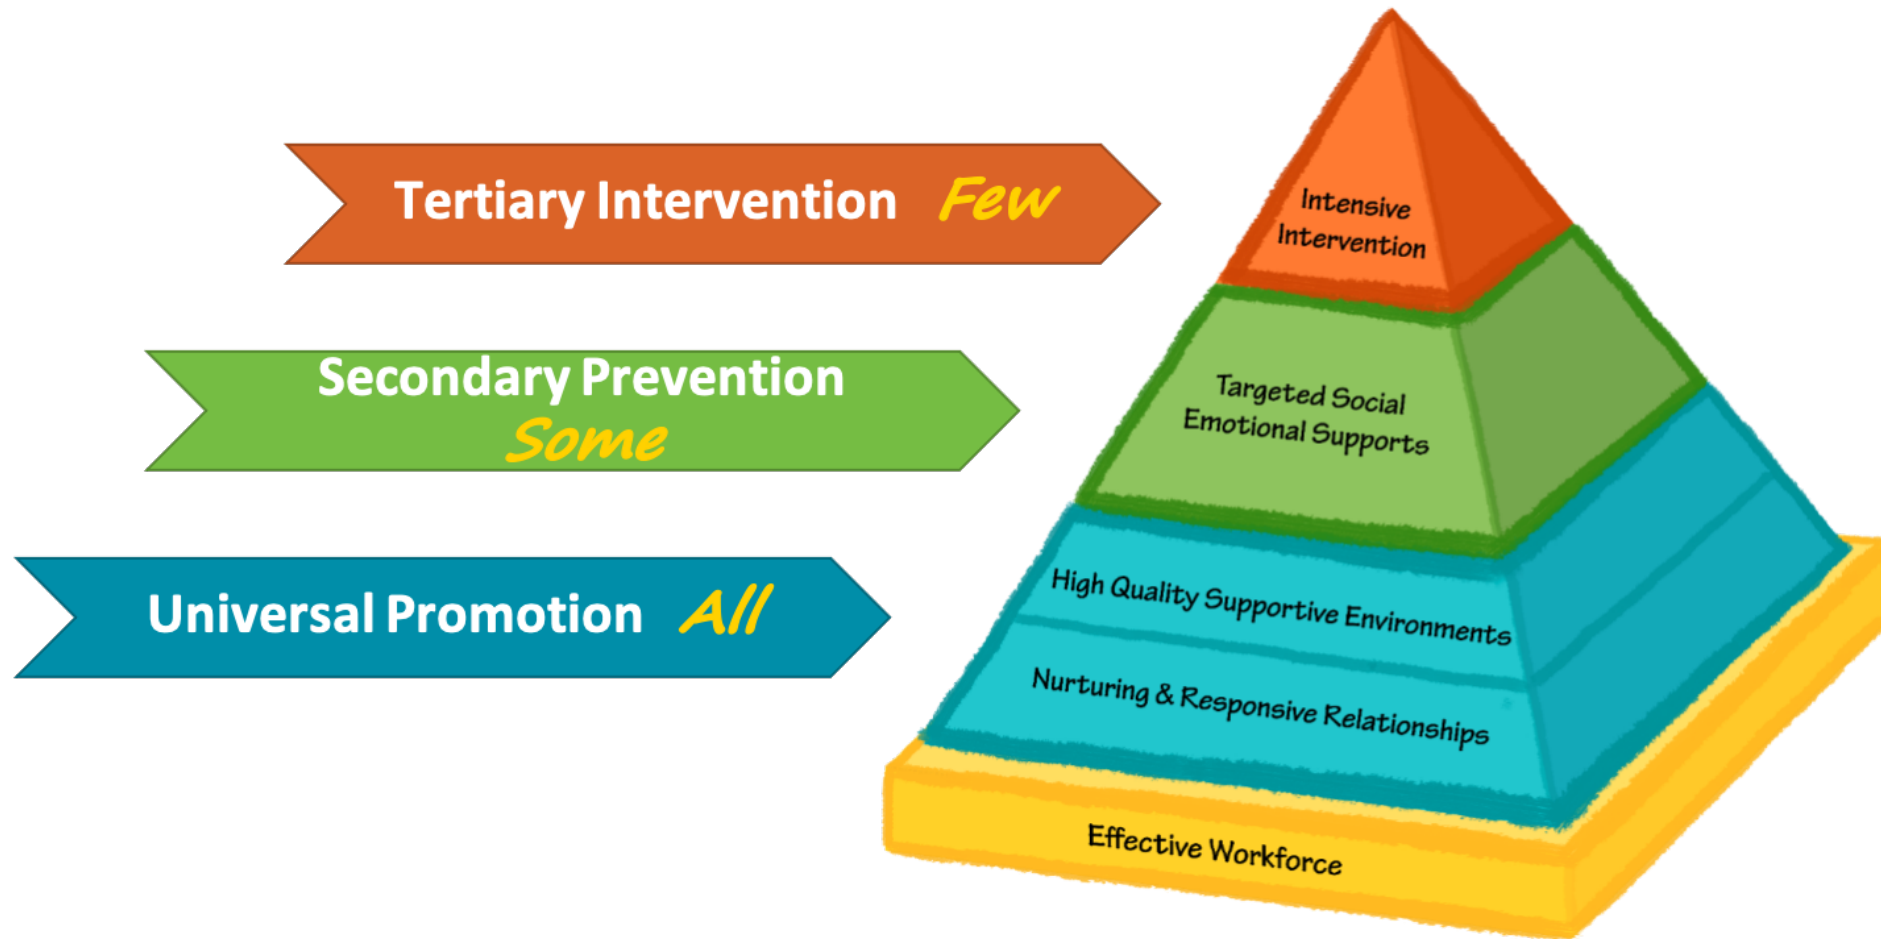 Tertiary Intervention Few
Secondary Prevention
Some
Universal Promotion All
Intensive
Intervention
Targeted Social
Emotional Supports
High Quality Supportive Environments
Nurturing & Responsive Relationships
Effective Workforce